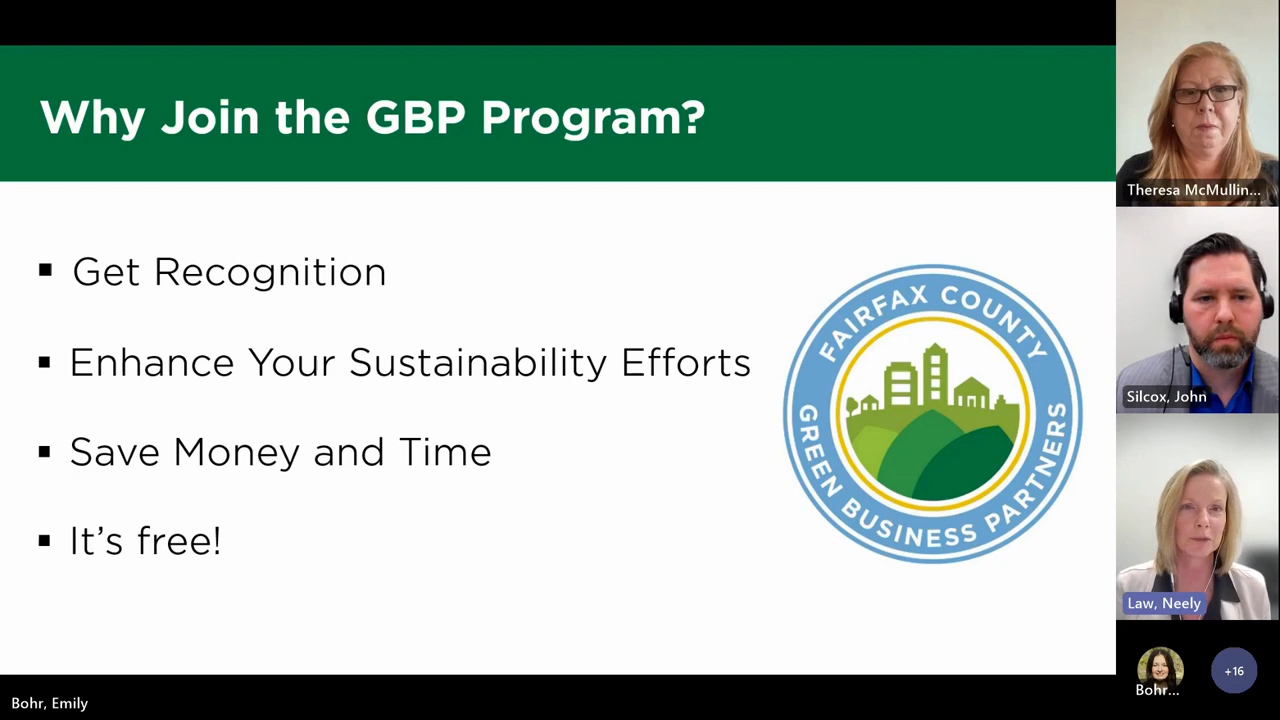 Why Join the GBP Program?
Get Recognition
Enhance Your Sustainability Efforts
Save Money and Time
It's free!
FAIRFAX COUNTY
GREEN BUSINESS PARTNERS
Theresa McMullin...
Silcox, John
Law, Neely
Bohr...
+16
Bohr, Emily